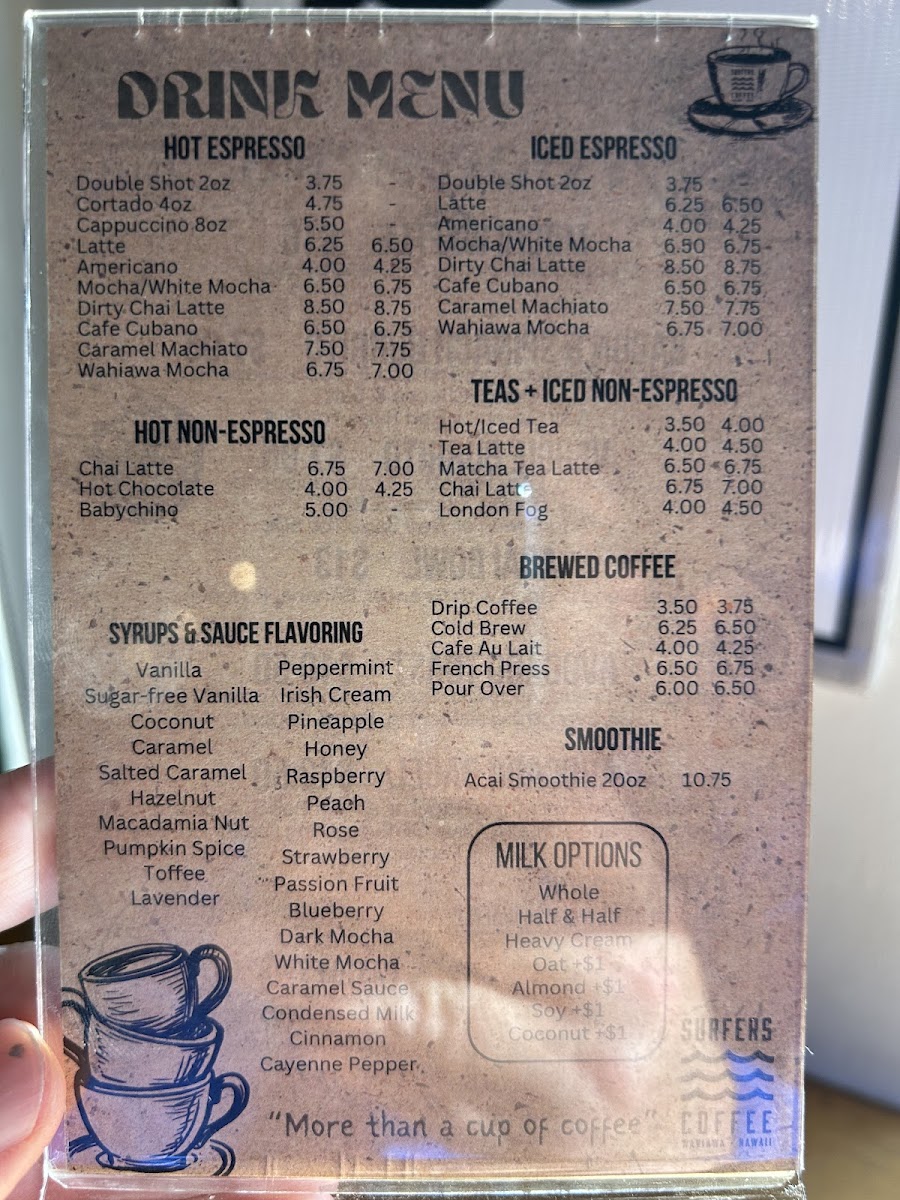 DRINK MENU
HOT ESPRESSO
Double Shot 2oz 3.75 -
Cortado 4oz 4.75 -
Cappuccino 8oz 5.50 -
Latte 6.25 6.50
Americano 4.00 4.25
Mocha/White Mocha 6.50 6.75
Dirty Chai Latte 8.50 8.75
Cafe Cubano 6.50 6.75
Caramel Machiato 7.50 7.75
Wahiawa Mocha 6.75 7.00
HOT NON-ESPRESSO
Chai Latte 6.75 7.00
Hot Chocolate 4.00 4.25
Babychino 5.00 -
SYRUPS & SAUCE FLAVORING
Vanilla
Sugar-free Vanilla
Coconut
Caramel
Salted Caramel
Hazelnut
Macadamia Nut
Pumpkin Spice
Toffee
Lavender
Peppermint
Irish Cream
Pineapple
Honey
Raspberry
Peach
Rose
Strawberry
Passion Fruit
Blueberry
Dark Mocha
White Mocha
Caramel Sauce
Condensed Milk
Cinnamon
Cayenne Pepper
ICED ESPRESSO
Double Shot 2oz 3.75 -
Latte 6.25 6.50
Americano 4.00 4.25
Mocha/White Mocha 6.50 6.75
Dirty Chai Latte 8.50 8.75
Cafe Cubano 6.50 6.75
Caramel Machiato 7.50 7.75
Wahiawa Mocha 6.75 7.00
TEAS + ICED NON-ESPRESSO
Hot/Iced Tea 3.50 4.00
Tea Latte 4.00 4.50
Matcha Tea Latte 6.50 6.75
Chai Latte 6.75 7.00
London Fog 4.00 4.50
BREWED COFFEE
Drip Coffee 3.50 3.75
Cold Brew 6.25 6.50
Cafe Au Lait 4.00 4.25
French Press 6.50 6.75
Pour Over 6.00 6.50
SMOOTHIE
Acai Smoothie 20oz 10.75
MILK OPTIONS
Whole
Half & Half
Heavy Cream
Oat +$1
Almond +$1
Soy +$1
Coconut +$1
"More than a cup of coffee"
SURFERS
COFFEE
WAHIAWA HAWAII
SURFERS
COFFEE